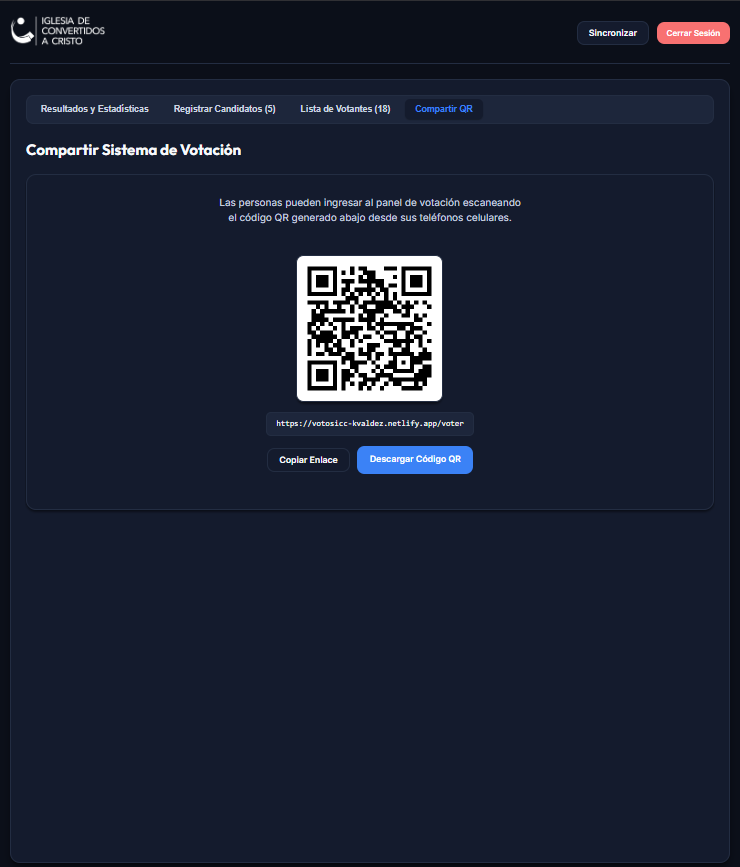 IGLESIA DE
CONVERTIDOS
A CRISTO
Sincronizar
Cerrar Sesión
Resultados y Estadísticas
Registrar Candidatos (5)
Lista de Votantes (18)
Compartir QR
Compartir Sistema de Votación
Las personas pueden ingresar al panel de votación escaneando
el código QR generado abajo desde sus teléfonos celulares.
https://votosicc-kvaldez.netlify.app/voter
Copiar Enlace
Descargar Código QR